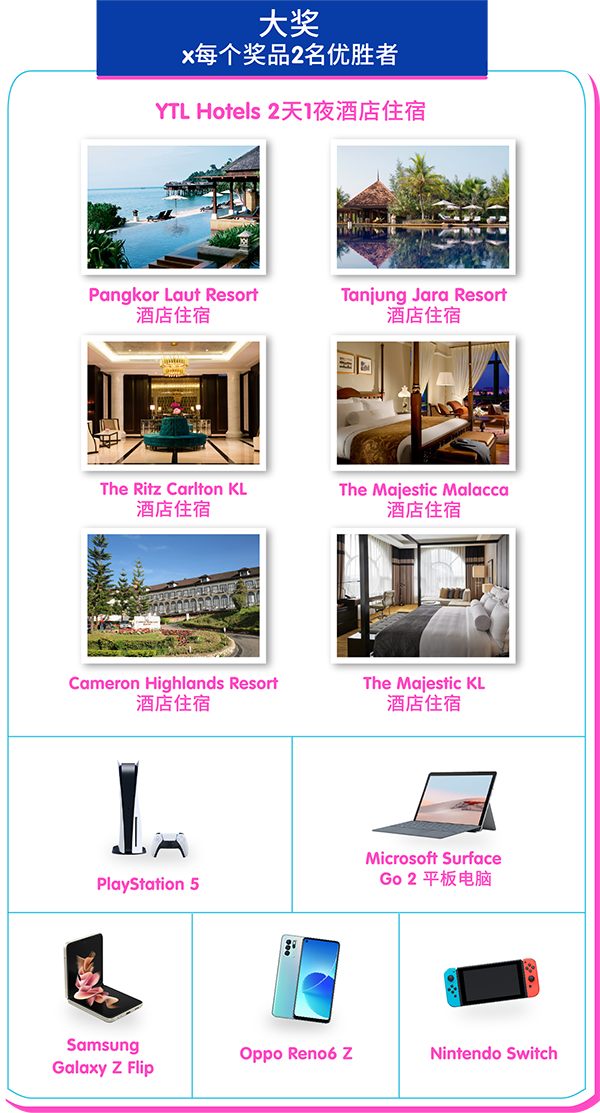 大奖
x每个奖品2名优胜者
YTL Hotels 2天1夜酒店住宿
Pangkor Laut Resort
酒店住宿
Tanjung Jara Resort
酒店住宿
The Ritz Carlton KL
酒店住宿
The Majestic Malacca
酒店住宿
Cameron Highlands Resort
酒店住宿
The Majestic KL
酒店住宿
PlayStation 5
Microsoft Surface
Go 2 平板电脑
Samsung
Galaxy Z Flip
Oppo Reno6 Z
Nintendo Switch